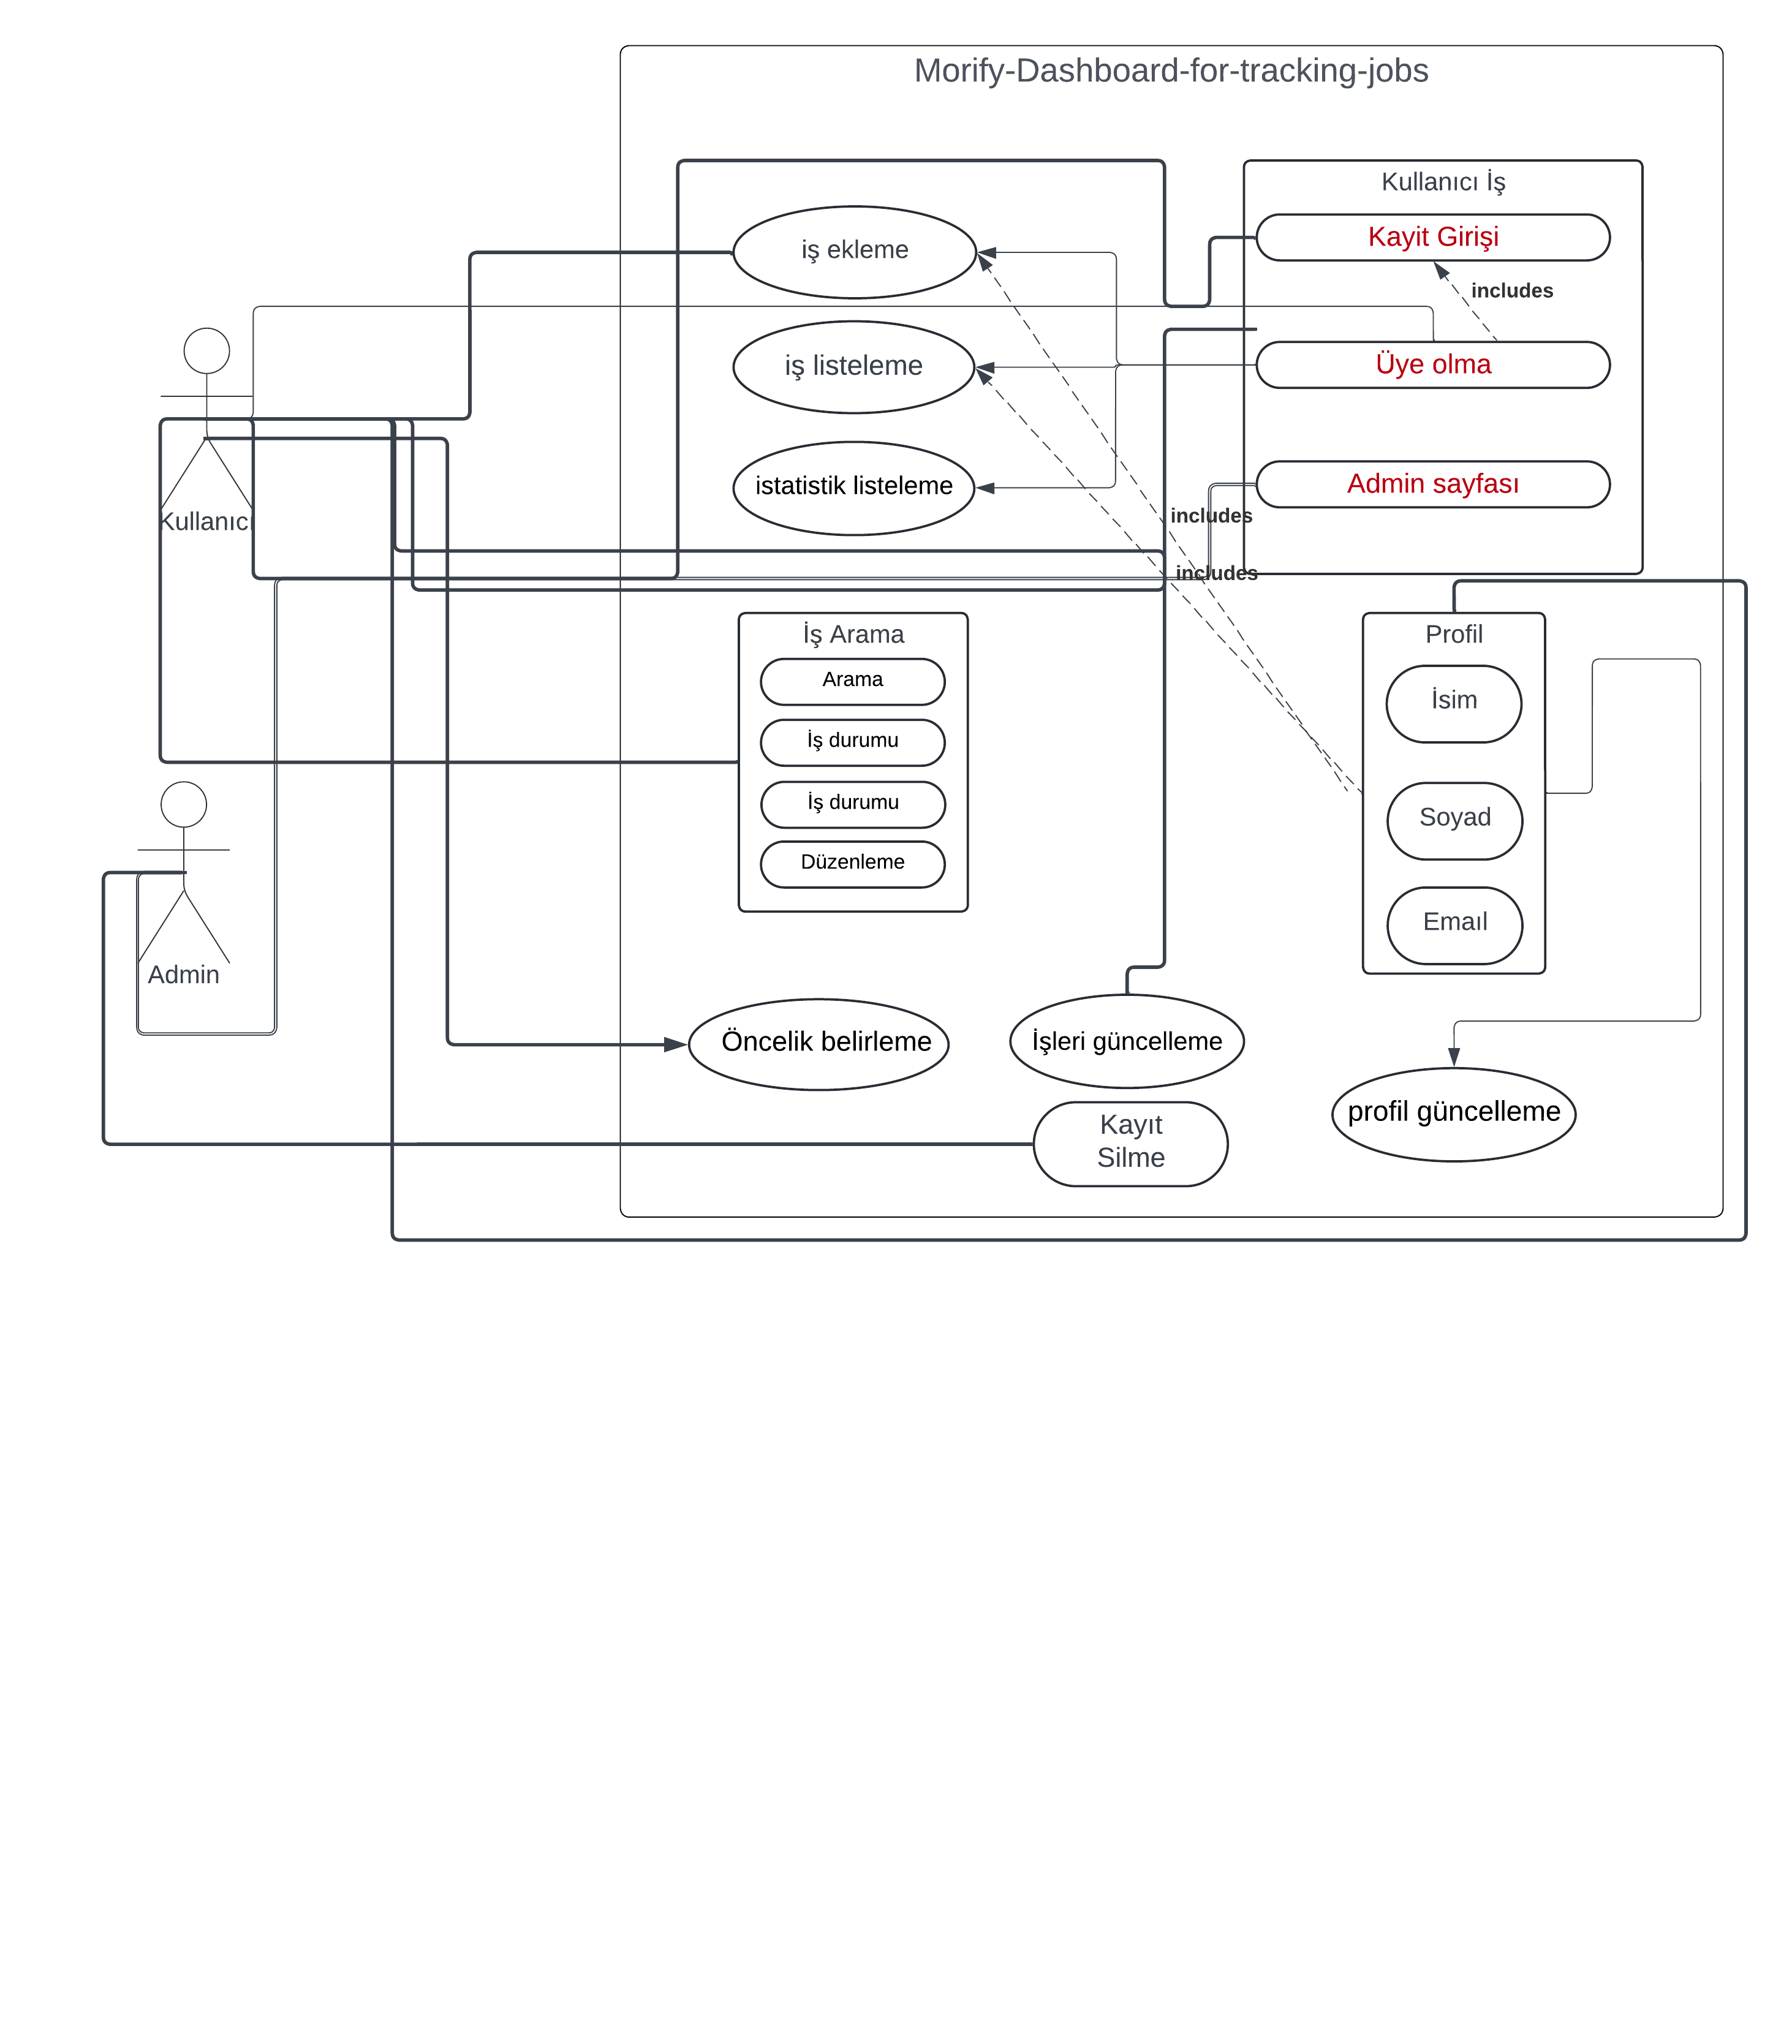 Morify-Dashboard-for-tracking-jobs
Kullanıcı İş
Kayit Girişi
iş ekleme
includes
iş listeleme
Üye olma
istatistik listeleme
Admin sayfası
includes
Kullanıcı
includes
İş Arama
Profil
Arama
İsim
İş durumu
İş durumu
Soyad
Düzenleme
Emaıl
Admin
Öncelik belirleme
İşleri güncelleme
profil güncelleme
Kayıt
Silme